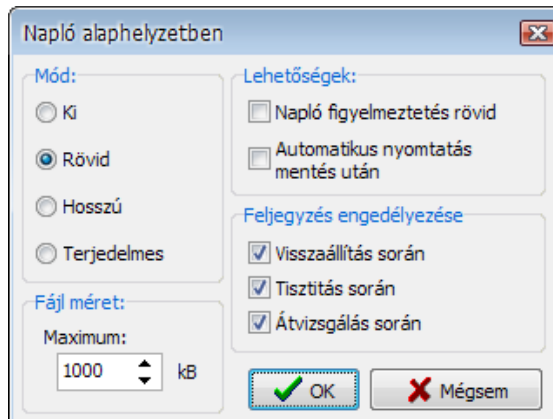 Napló alaphelyzetben
Mód:
Ki
Rövid
Hosszú
Terjedelmes
Fájl méret:
Maximum:
1000 kB
Lehetőségek:
Napló figyelmeztetés rövid
Automatikus nyomtatás
mentés után
Feljegyzés engedélyezése
Visszaállítás során
Tisztitás során
Átvizsgálás során
OK
Mégsem